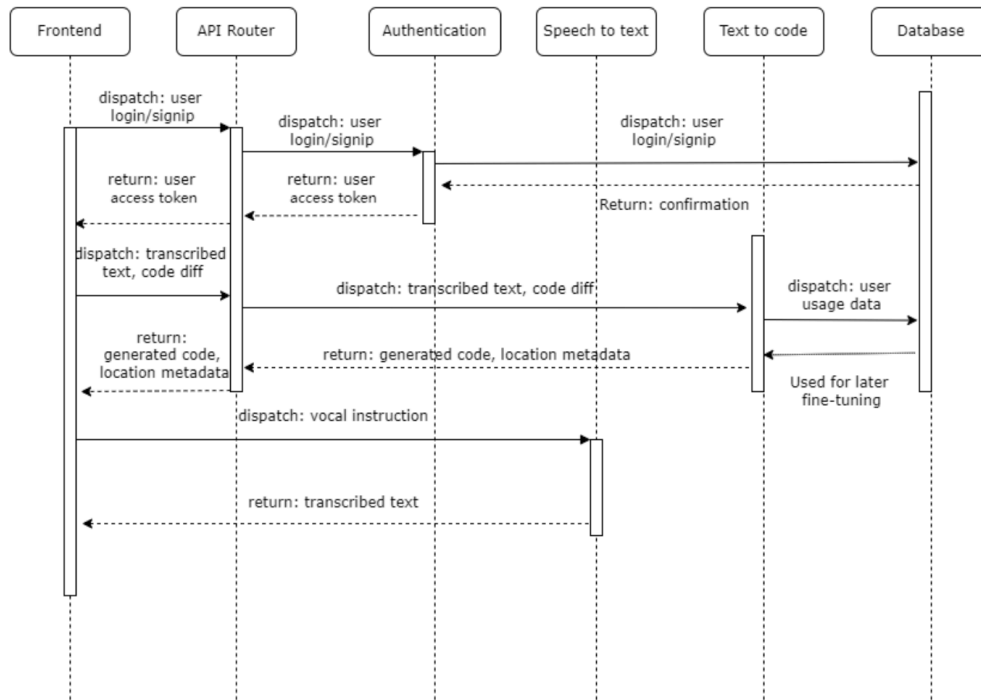 Frontend
API Router
Authentication
Speech to text
Text to code
Database
dispatch: user
login/signip
dispatch: user
login/signip
dispatch: user
login/signip
return: user
access token
return: user
access token
Return: confirmation
dispatch: transcribed
text, code diff
dispatch: transcribed text, code diff
dispatch: user
usage data
return:
generated code,
location metadata
return: generated code, location metadata
Used for later
fine-tuning
dispatch: vocal instruction
return: transcribed text